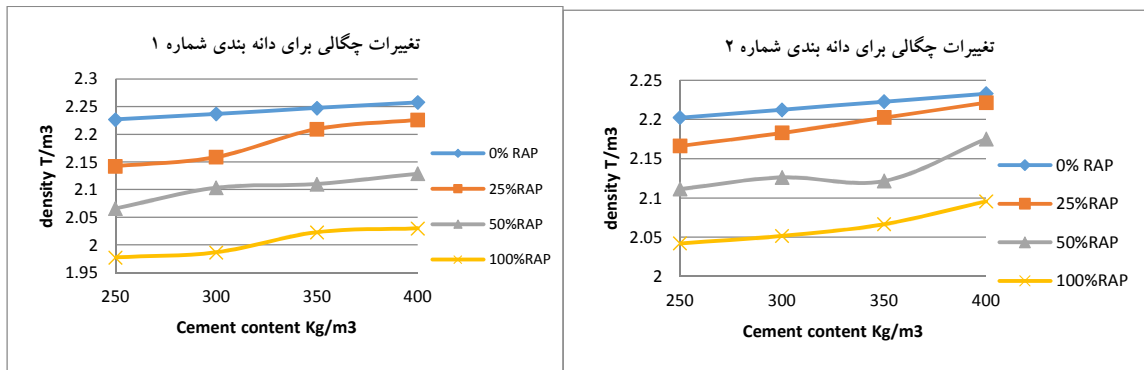 تغییرات چگالی برای دانه بندی شماره ۱
2.3
2.25
2.2
2.15
2.1
2.05
2
1.95
density T/m3
250 300 350 400
Cement content Kg/m3
0% RAP
25%RAP
50%RAP
100%RAP
تغییرات چگالی برای دانه بندی شماره ۲
2.25
2.2
2.15
2.1
2.05
2
density T/m3
250 300 350 400
Cement content Kg/m3
0% RAP
25%RAP
50%RAP
100%RAP